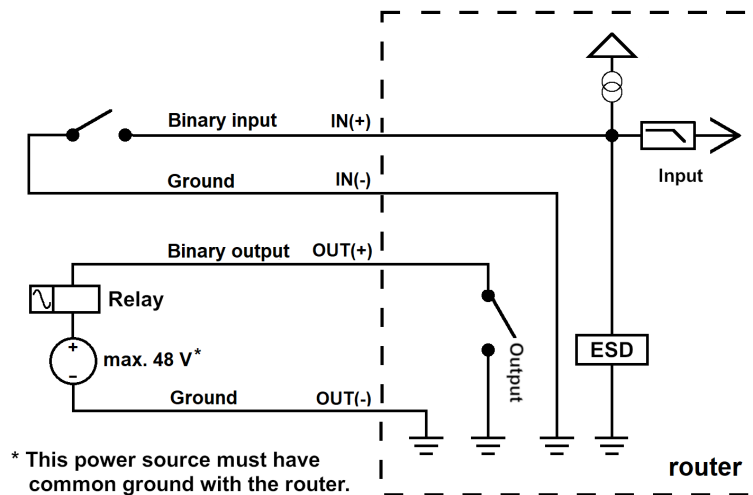 Binary input IN(+)
Input
Ground IN(-)
Binary output OUT(+)
Relay
+
max. 48 V*
−
Output
ESD
Ground OUT(-)
* This power source must have
common ground with the router.
router